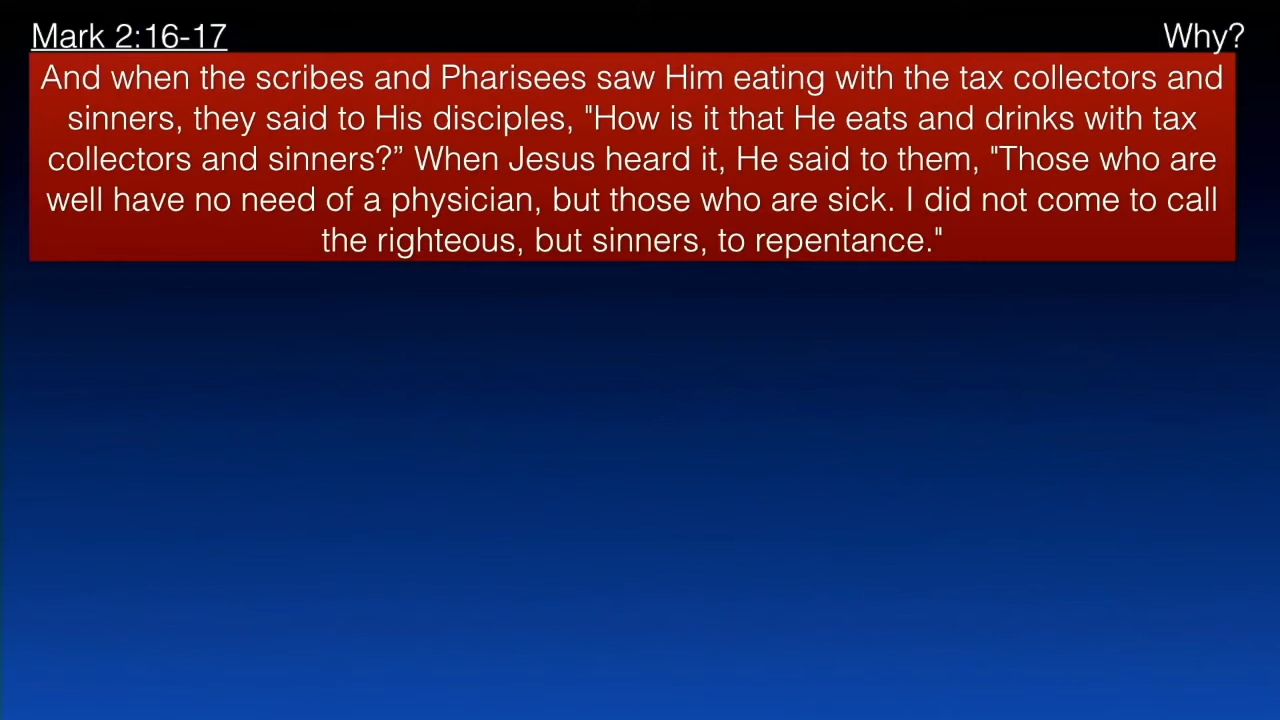 Mark 2:16-17
Why?
And when the scribes and Pharisees saw Him eating with the tax collectors and
sinners, they said to His disciples, "How is it that He eats and drinks with tax
collectors and sinners?” When Jesus heard it, He said to them, "Those who are
well have no need of a physician, but those who are sick. I did not come to call
the righteous, but sinners, to repentance."